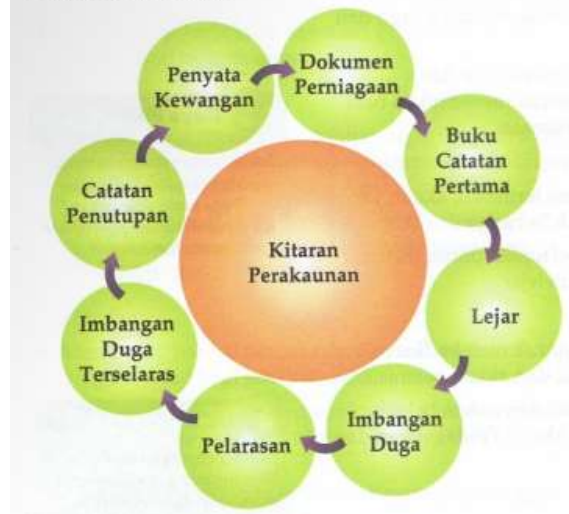 Penyata
Kewangan
Dokumen
Perniagaan
Buku
Catatan
Pertama
Lejar
Imbangan
Duga
Pelarasan
Imbangan
Duga
Terselaras
Catatan
Penutupan
Kitaran
Perakaunan